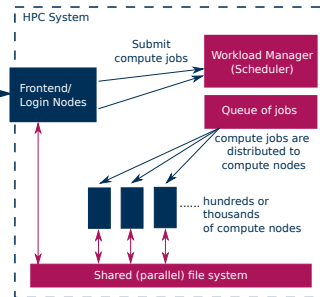 HPC System
Submit
compute jobs
Workload Manager
(Scheduler)
Frontend/
Login Nodes
Queue of jobs
compute jobs are
distributed to
compute nodes
...... hundreds or
thousands
of compute nodes
Shared (parallel) file system